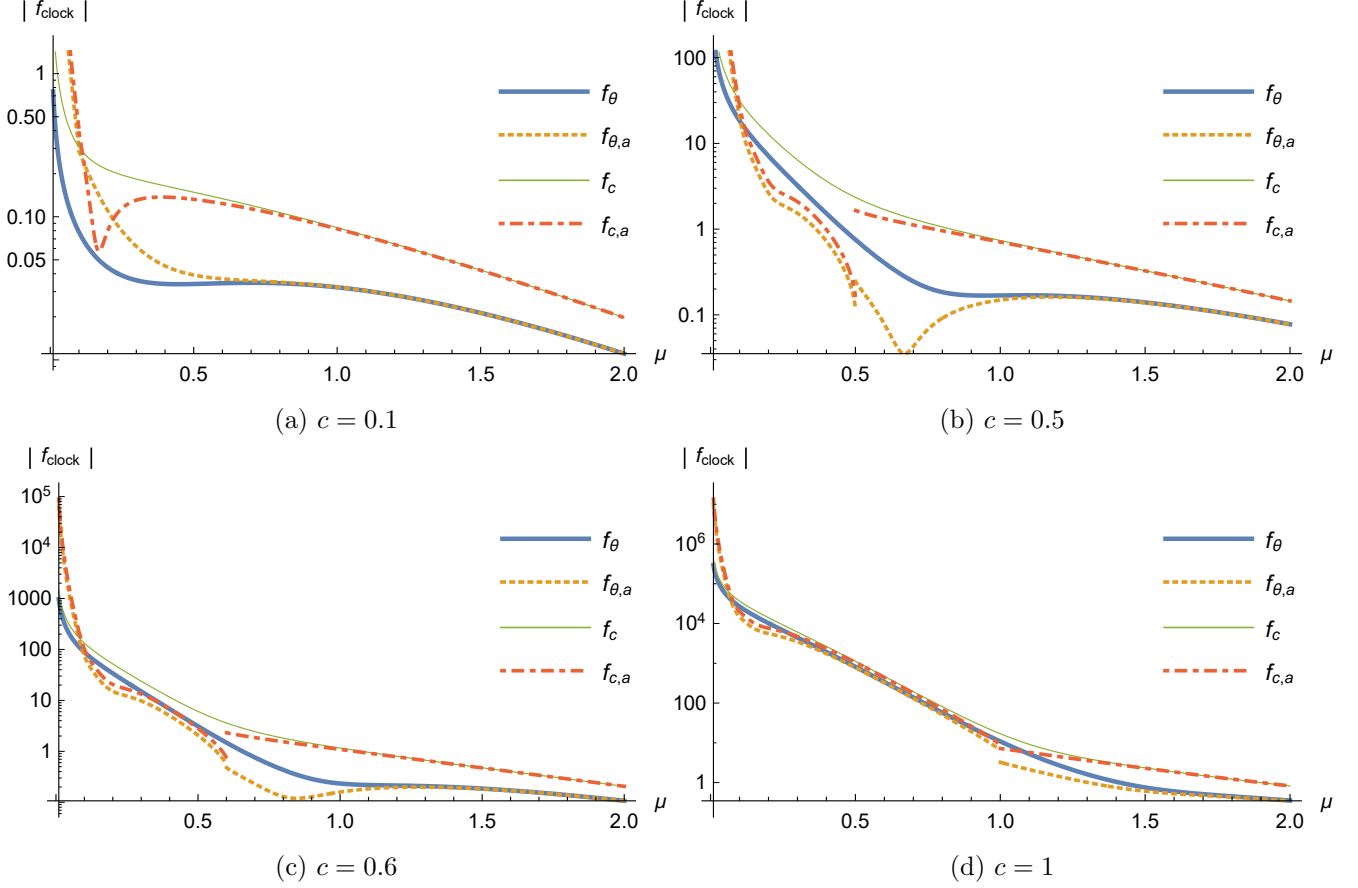 | f_clock |
1
0.50
0.10
0.05
0.5 1.0 1.5 2.0 μ
f_θ
f_θ,a
f_c
f_c,a
(a) c = 0.1
| f_clock |
100
10
1
0.1
0.5 1.0 1.5 2.0 μ
f_θ
f_θ,a
f_c
f_c,a
(b) c = 0.5
| f_clock |
10^5
10^4
1000
100
10
1
0.5 1.0 1.5 2.0 μ
f_θ
f_θ,a
f_c
f_c,a
(c) c = 0.6
| f_clock |
10^6
10^4
100
1
0.5 1.0 1.5 2.0 μ
f_θ
f_θ,a
f_c
f_c,a
(d) c = 1